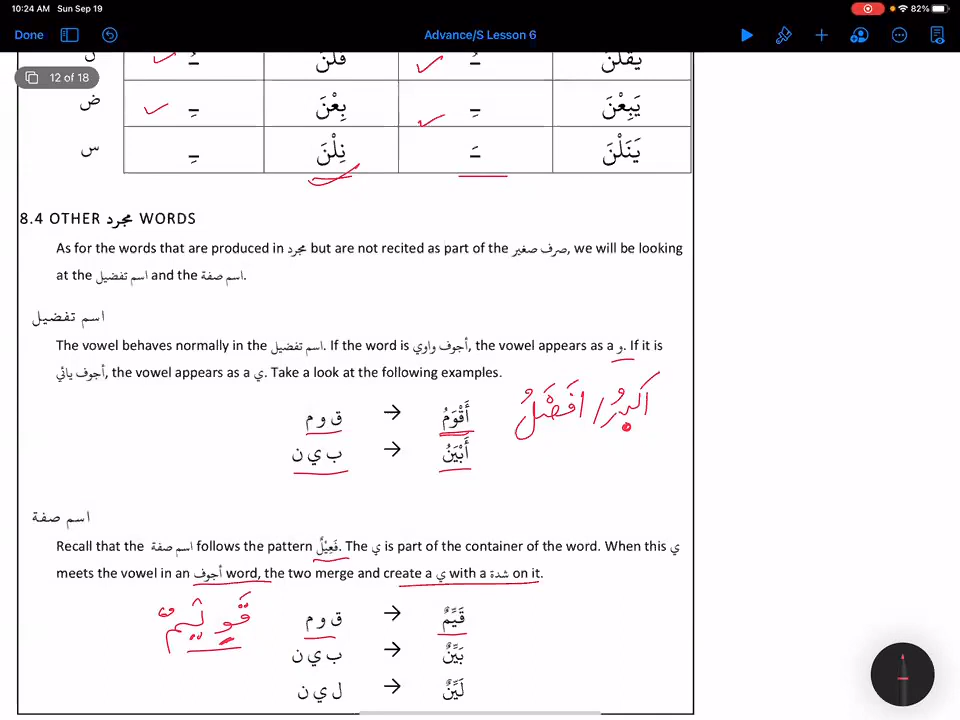 10:24 AM Sun Sep 19 82%
Done Advance/S Lesson 6
12 of 18
ـُ قُلْنَ ـُ يَقُلْنَ
ض ـِ بِعْنَ ـِ يَبِعْنَ
س ـِ نِلْنَ ـَ يَنَلْنَ
8.4 OTHER مجرد WORDS
As for the words that are produced in مجرد but are not recited as part of the صرف صغير, we will be looking
at the اسم تفضيل and the اسم صفة.
اسم تفضيل
The vowel behaves normally in the اسم تفضيل. If the word is أجوف واوي, the vowel appears as a و. If it is
أجوف يائي, the vowel appears as a ي. Take a look at the following examples.
ق و م → أَقْوَمُ اَفْضَلُ / اَكْبَرُ
ب ي ن → أَبْيَنُ
اسم صفة
Recall that the اسم صفة follows the pattern فَعِيْلٌ. The ي is part of the container of the word. When this ي
meets the vowel in an أجوف word, the two merge and create a ي with a شدة on it.
ق و م → قَيِّمٌ
ب ي ن → بَيِّنٌ
ل ي ن → لَيِّنٌ